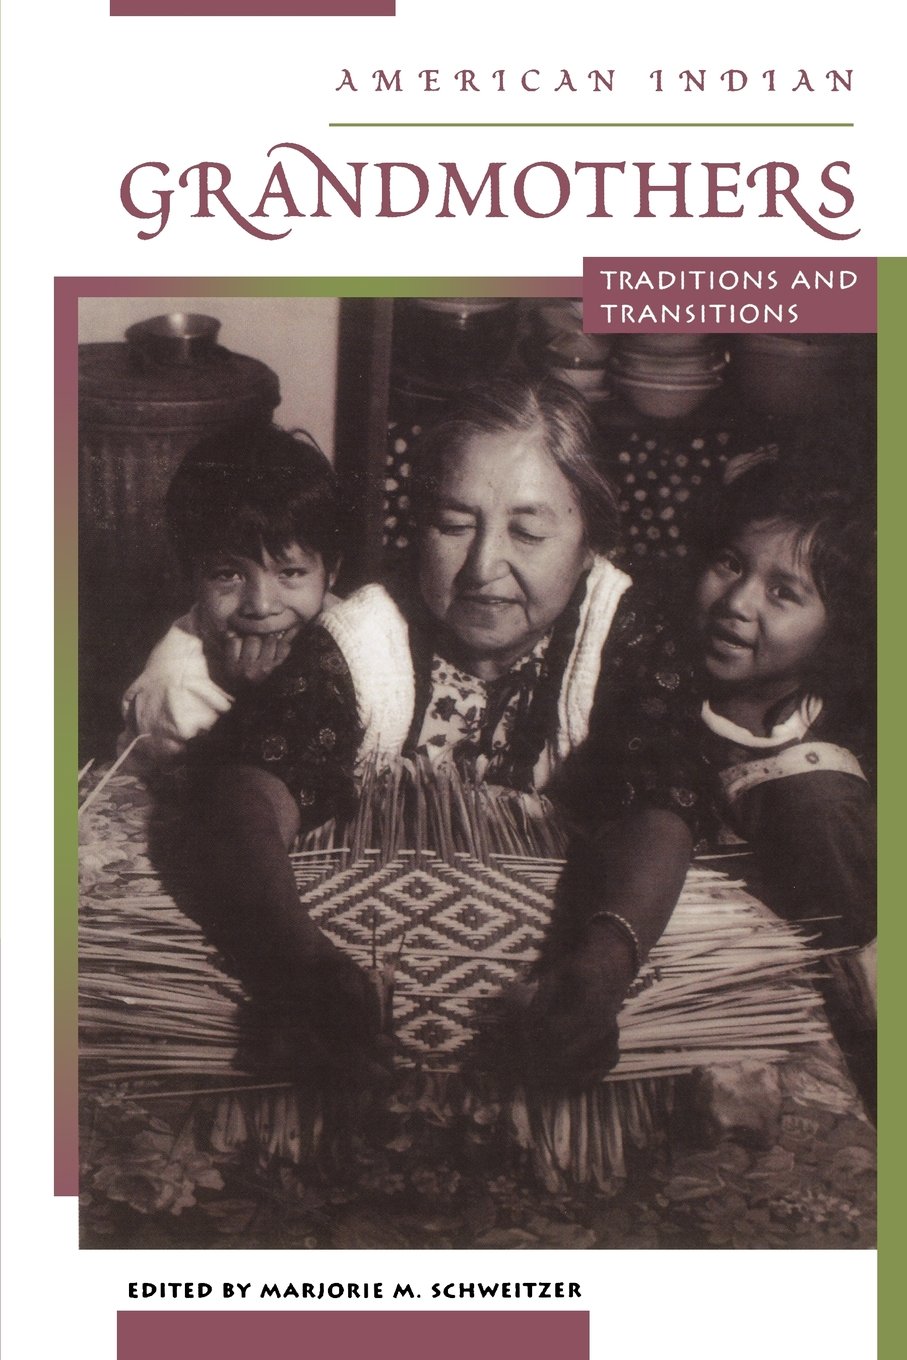 AMERICAN INDIAN
GRANDMOTHERS
TRADITIONS AND
TRANSITIONS
EDITED BY MARJORIE M. SCHWEITZER